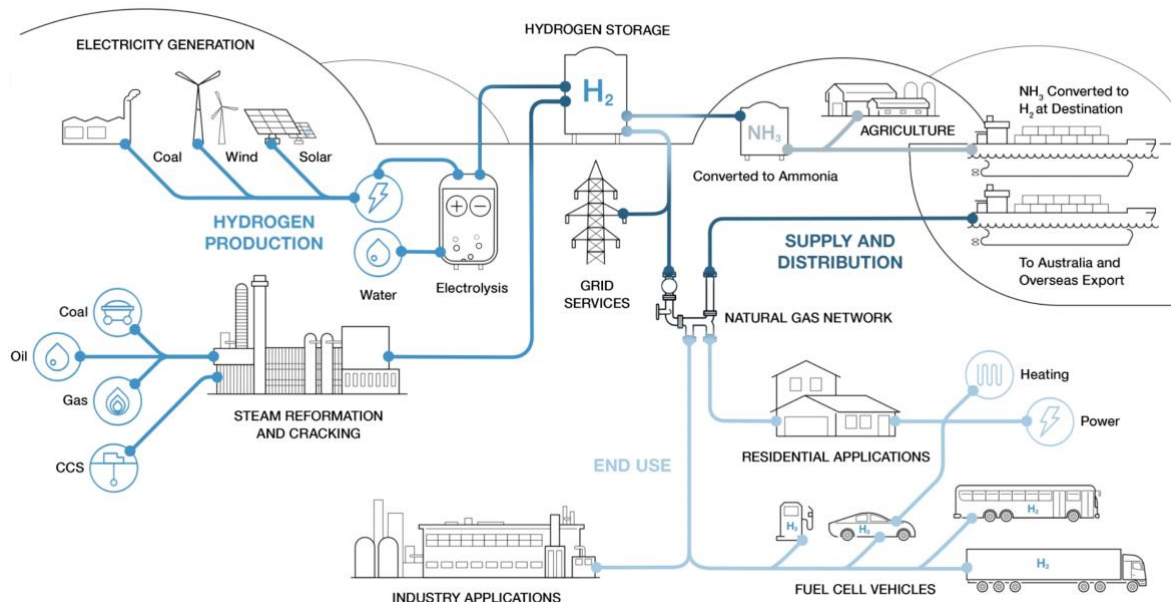 ELECTRICITY GENERATION
HYDROGEN STORAGE
H₂
NH₃ Converted to
H₂ at Destination
AGRICULTURE
NH₃
Coal
Wind
Solar
Converted to Ammonia
HYDROGEN
PRODUCTION
Water
Electrolysis
GRID
SERVICES
SUPPLY AND
DISTRIBUTION
To Australia and
Overseas Export
NATURAL GAS NETWORK
Coal
Oil
Gas
CCS
STEAM REFORMATION
AND CRACKING
Heating
Power
RESIDENTIAL APPLICATIONS
END USE
H₂
H₂
H₂
H₂
FUEL CELL VEHICLES
INDUSTRY APPLICATIONS